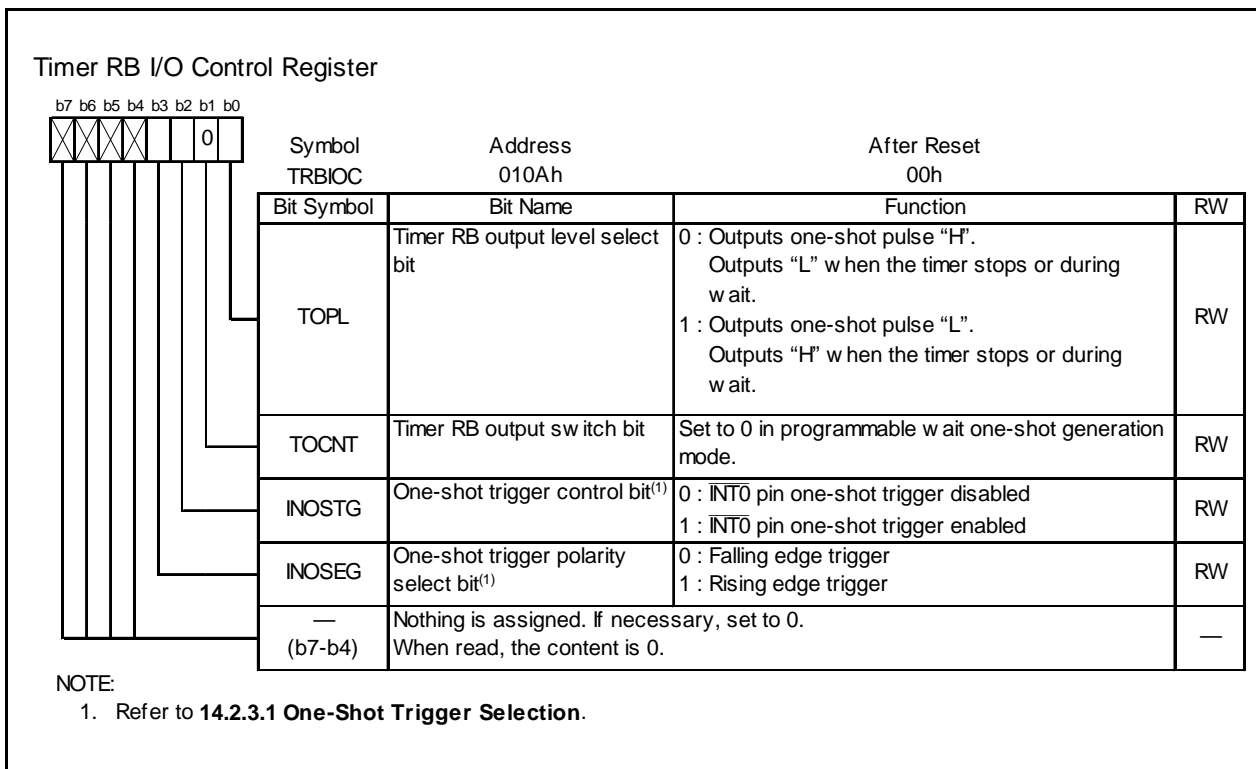 Timer RB I/O Control Register
b7 b6 b5 b4 b3 b2 b1 b0
0
Symbol Address After Reset
TRBIOC 010Ah 00h
Bit Symbol Bit Name Function RW
TOPL
Timer RB output level select
bit
0 : Outputs one-shot pulse “H”.
Outputs “L” when the timer stops or during
wait.
1 : Outputs one-shot pulse “L”.
Outputs “H” when the timer stops or during
wait.
RW
TOCNT
Timer RB output switch bit
Set to 0 in programmable wait one-shot generation
mode.
RW
INOSTG
One-shot trigger control bit(1)
0 : INT0 pin one-shot trigger disabled
1 : INT0 pin one-shot trigger enabled
RW
INOSEG
One-shot trigger polarity
select bit(1)
0 : Falling edge trigger
1 : Rising edge trigger
RW
—
(b7-b4)
Nothing is assigned. If necessary, set to 0.
When read, the content is 0.
—
NOTE:
1. Refer to 14.2.3.1 One-Shot Trigger Selection.